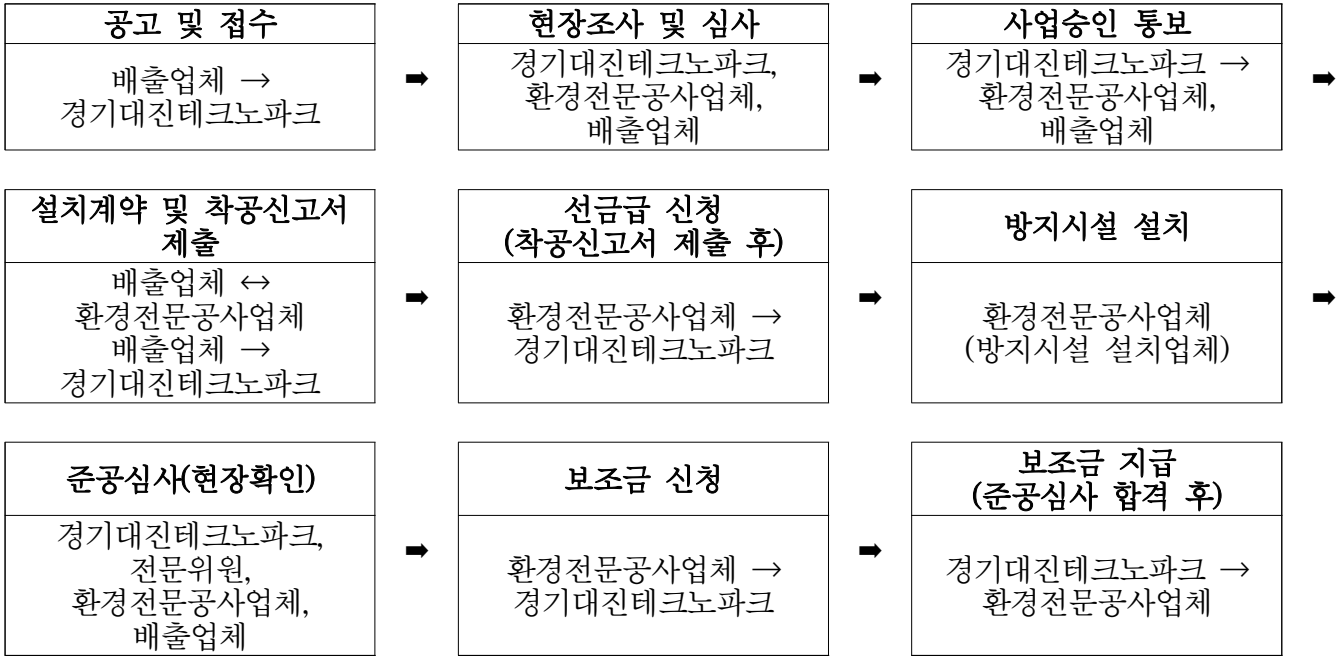 공고 및 접수
배출업체 →
경기대진테크노파크
➡
현장조사 및 심사
경기대진테크노파크,
환경전문공사업체,
배출업체
➡
사업승인 통보
경기대진테크노파크 →
환경전문공사업체,
배출업체
➡
설치계약 및 착공신고서
제출
배출업체 ↔
환경전문공사업체
배출업체 →
경기대진테크노파크
➡
선금급 신청
(착공신고서 제출 후)
환경전문공사업체 →
경기대진테크노파크
➡
방지시설 설치
환경전문공사업체
(방지시설 설치업체)
➡
준공심사(현장확인)
경기대진테크노파크,
전문위원,
환경전문공사업체,
배출업체
➡
보조금 신청
환경전문공사업체 →
경기대진테크노파크
➡
보조금 지급
(준공심사 합격 후)
경기대진테크노파크 →
환경전문공사업체